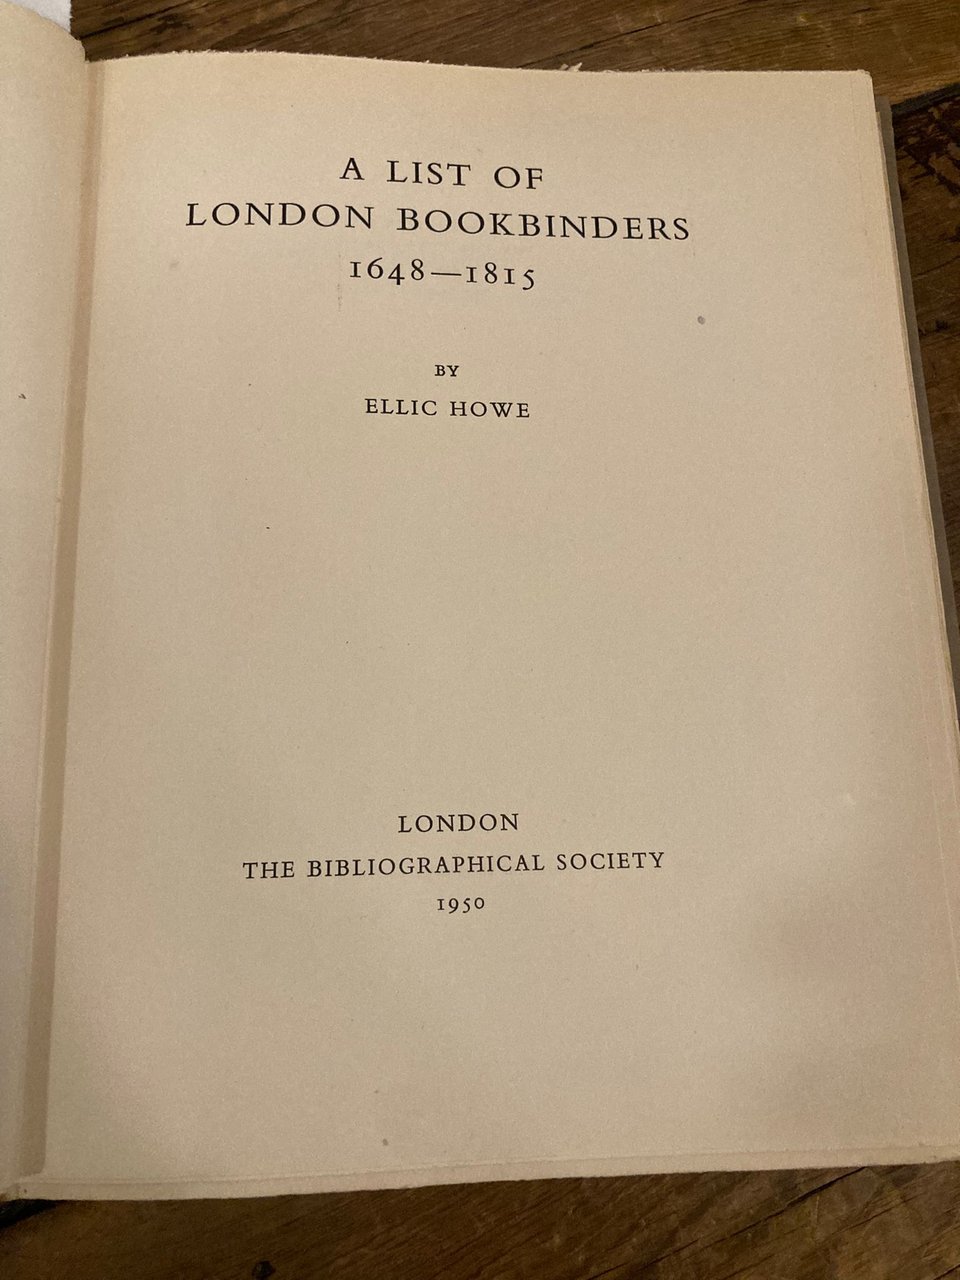 A LIST OF
LONDON BOOKBINDERS
1648—1815
BY
ELLIC HOWE
LONDON
THE BIBLIOGRAPHICAL SOCIETY
1950